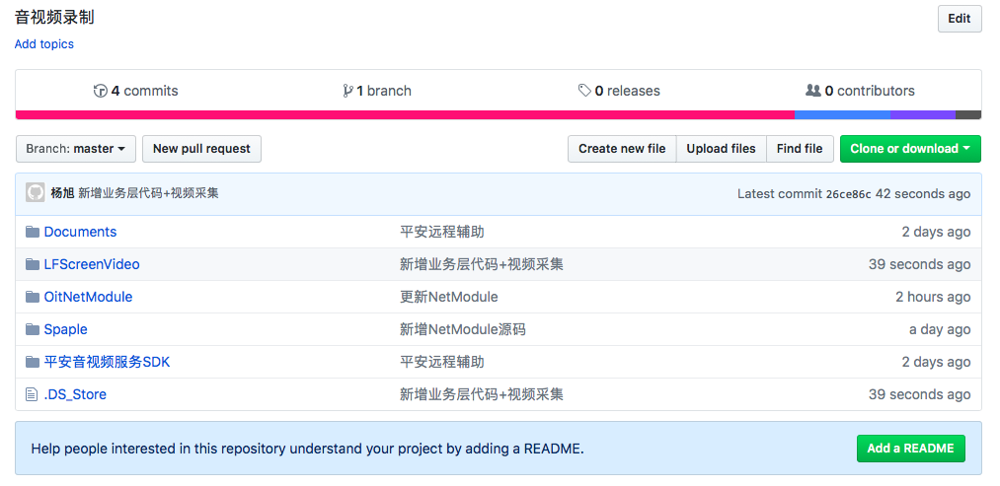 音视频录制
Edit
Add topics
4 commits
1 branch
0 releases
0 contributors
Branch: master
New pull request
Create new file
Upload files
Find file
Clone or download
杨旭 新增业务层代码+视频采集
Latest commit 26ce86c 42 seconds ago
Documents 平安远程辅助 2 days ago
LFScreenVideo 新增业务层代码+视频采集 39 seconds ago
OitNetModule 更新NetModule 2 hours ago
Spaple 新增NetModule源码 a day ago
平安音视频服务SDK 平安远程辅助 2 days ago
.DS_Store 新增业务层代码+视频采集 39 seconds ago
Help people interested in this repository understand your project by adding a README.
Add a README